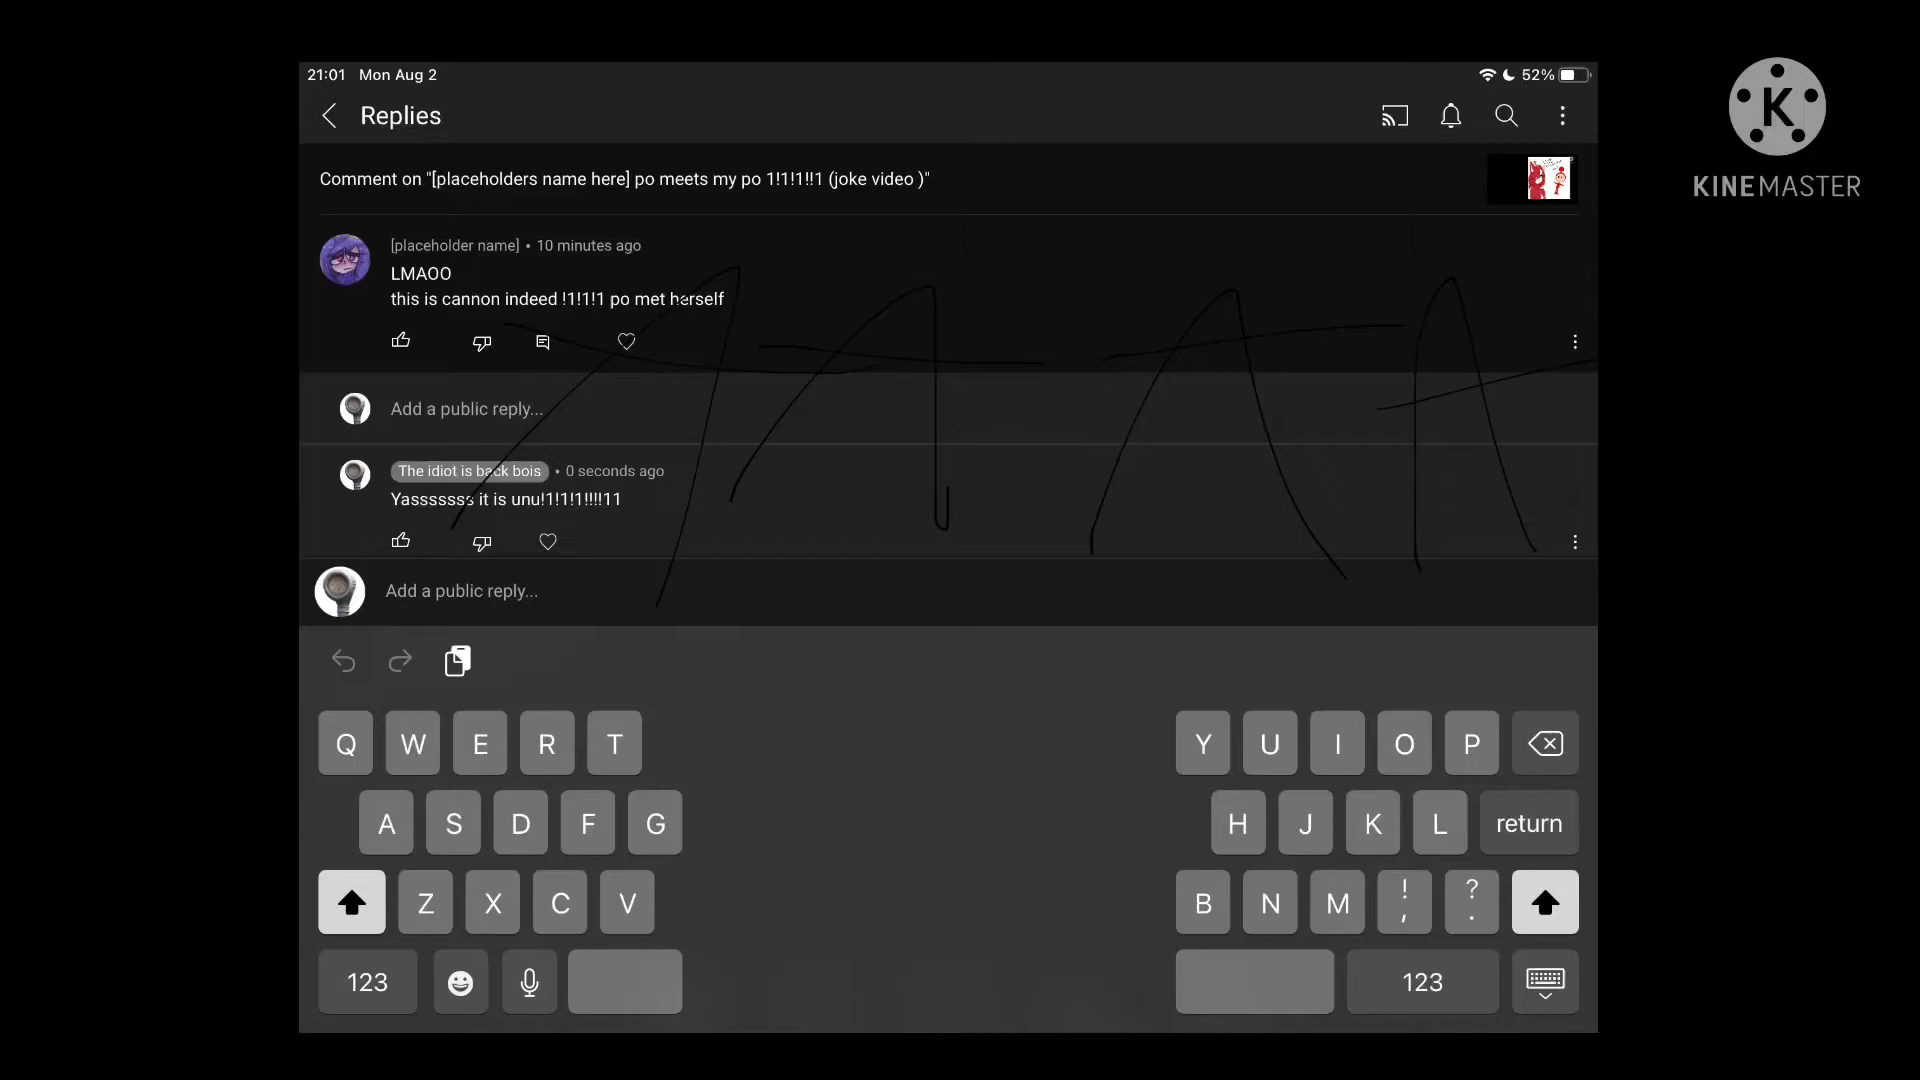 21:01 Mon Aug 2 52%
Replies
Comment on "[placeholders name here] po meets my po 1!1!1!!1 (joke video )"
[placeholder name] • 10 minutes ago
LMAOO
this is cannon indeed !1!1!1 po met herself
Add a public reply...
The idiot is back bois • 0 seconds ago
Yasssssss it is unu!1!1!1!!!!11
Add a public reply...
AAAA
Q W E R T Y U I O P
A S D F G H J K L return
Z X C V B N M ! , ? .
123 123
K
KINEMASTER